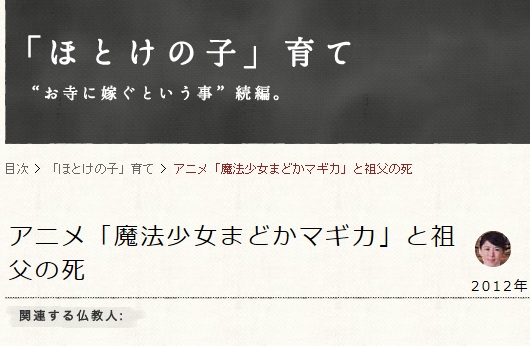 「ほとけの子」育て
“お寺に嫁ぐという事” 続編。
目次 > 「ほとけの子」育て > アニメ「魔法少女まどかマギカ」と祖父の死
アニメ「魔法少女まどかマギカ」と祖
父の死
2012年
関連する仏教人: